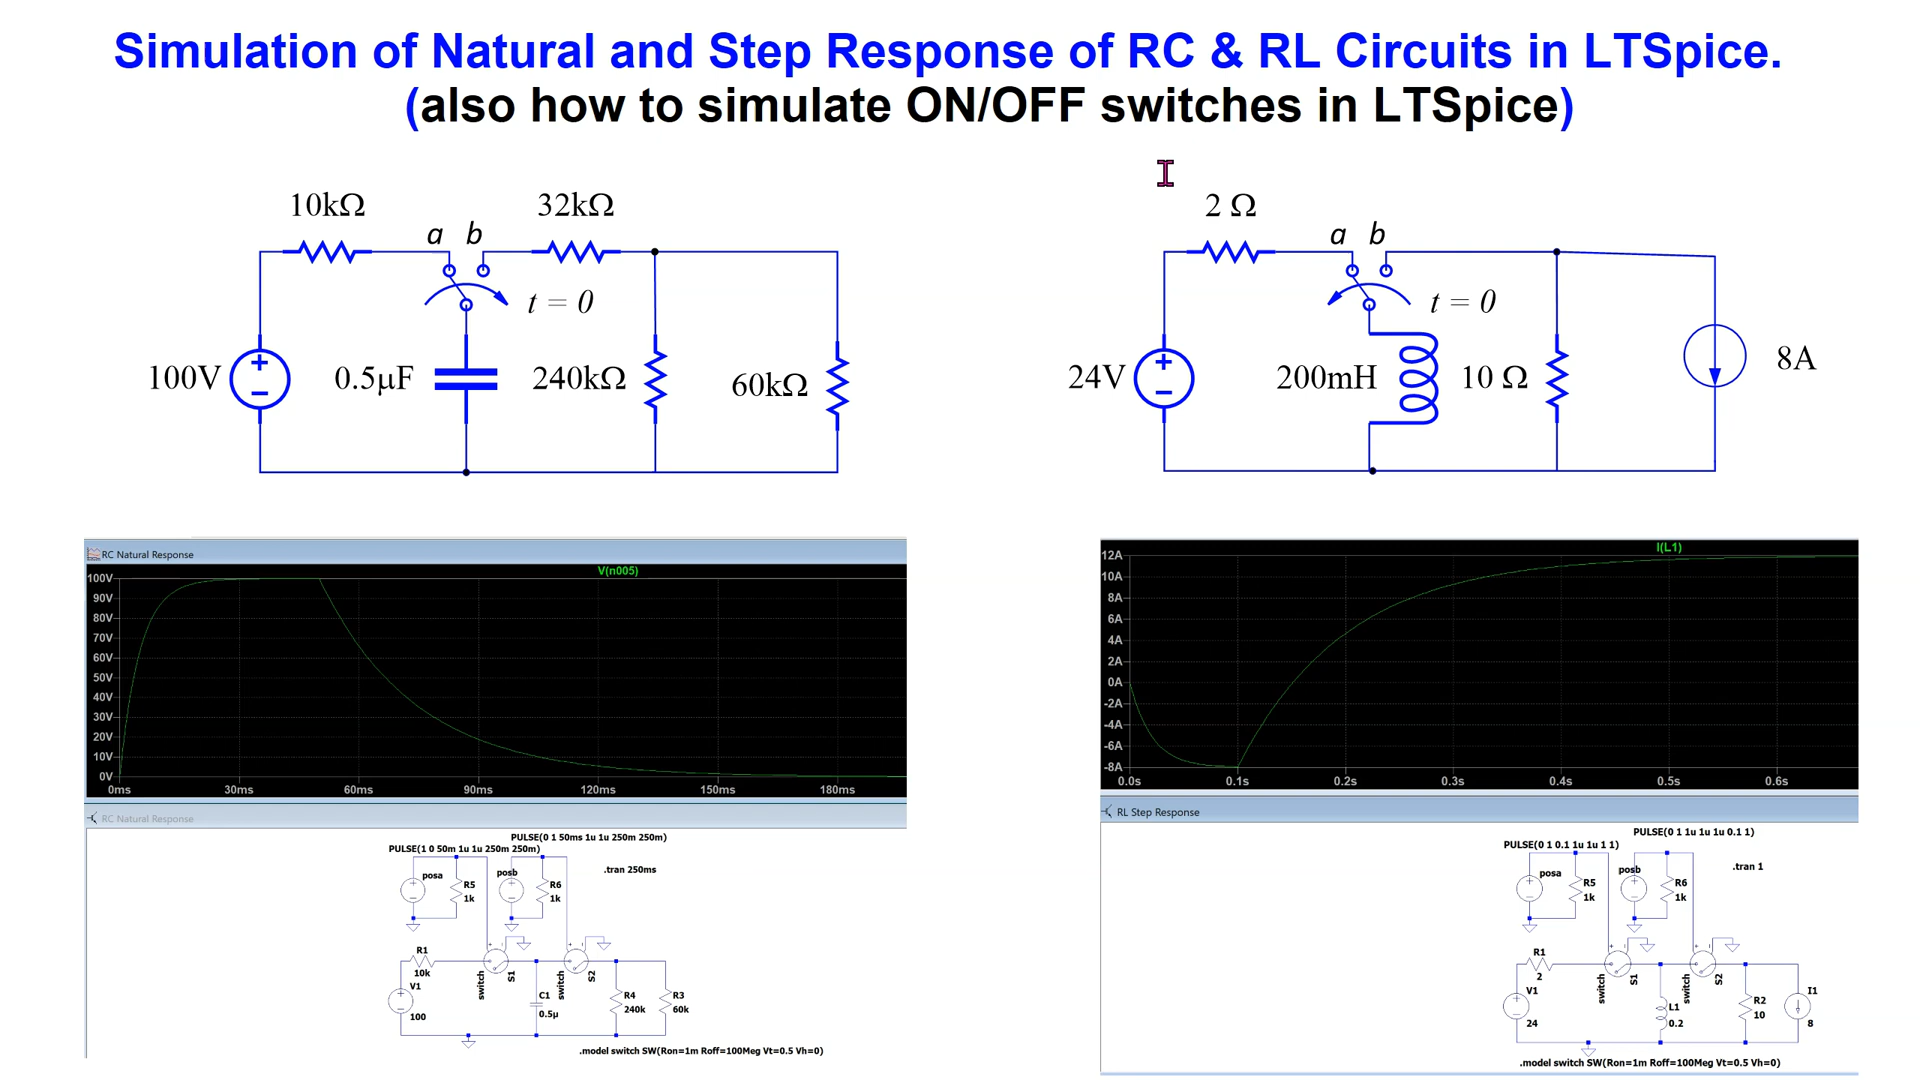 Simulation of Natural and Step Response of RC & RL Circuits in LTSpice.
(also how to simulate ON/OFF switches in LTSpice)
10kΩ
a b
32kΩ
t = 0
100V
0.5μF
240kΩ
60kΩ
2 Ω
a b
t = 0
24V
200mH
10 Ω
8A
RC Natural Response
V(n005)
100V
90V
80V
70V
60V
50V
40V
30V
20V
10V
0V
0ms 30ms 60ms 90ms 120ms 150ms 180ms
RC Natural Response
PULSE(0 1 50ms 1u 1u 250m 250m)
PULSE(1 0 50m 1u 1u 250m 250m)
.tran 250ms
posa
R5
1k
posb
R6
1k
R1
10k
switch
S1
switch
S2
V1
100
C1
0.5μ
R4
240k
R3
60k
.model switch SW(Ron=1m Roff=100Meg Vt=0.5 Vh=0)
I(L1)
12A
10A
8A
6A
4A
2A
0A
-2A
-4A
-6A
-8A
0.0s 0.1s 0.2s 0.3s 0.4s 0.5s 0.6s
RL Step Response
PULSE(0 1 1u 1u 1u 0.1 1)
PULSE(0 1 0.1 1u 1u 1 1)
.tran 1
posa
R5
1k
posb
R6
1k
R1
2
switch
S1
switch
S2
V1
24
L1
0.2
R2
10
I1
8
.model switch SW(Ron=1m Roff=100Meg Vt=0.5 Vh=0)